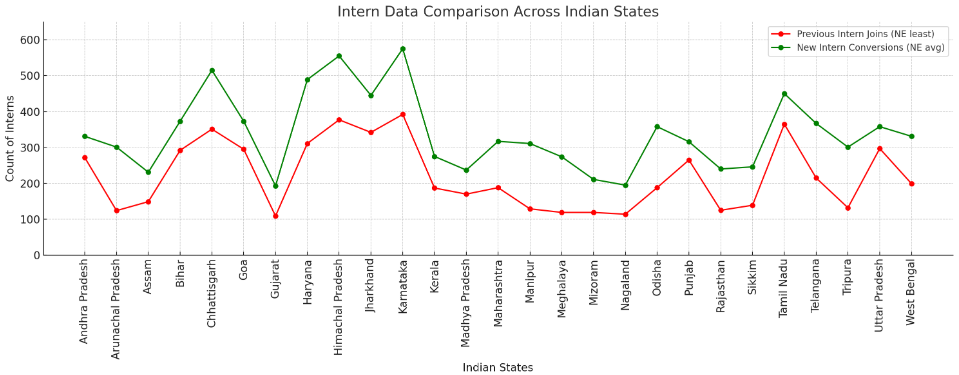 Intern Data Comparison Across Indian States
Previous Intern Joins (NE least)
New Intern Conversions (NE avg)
Count of Interns
600
500
400
300
200
100
0
Andhra Pradesh
Arunachal Pradesh
Assam
Bihar
Chhattisgarh
Goa
Gujarat
Haryana
Himachal Pradesh
Jharkhand
Karnataka
Kerala
Madhya Pradesh
Maharashtra
Manipur
Meghalaya
Mizoram
Nagaland
Odisha
Punjab
Rajasthan
Sikkim
Tamil Nadu
Telangana
Tripura
Uttar Pradesh
West Bengal
Indian States